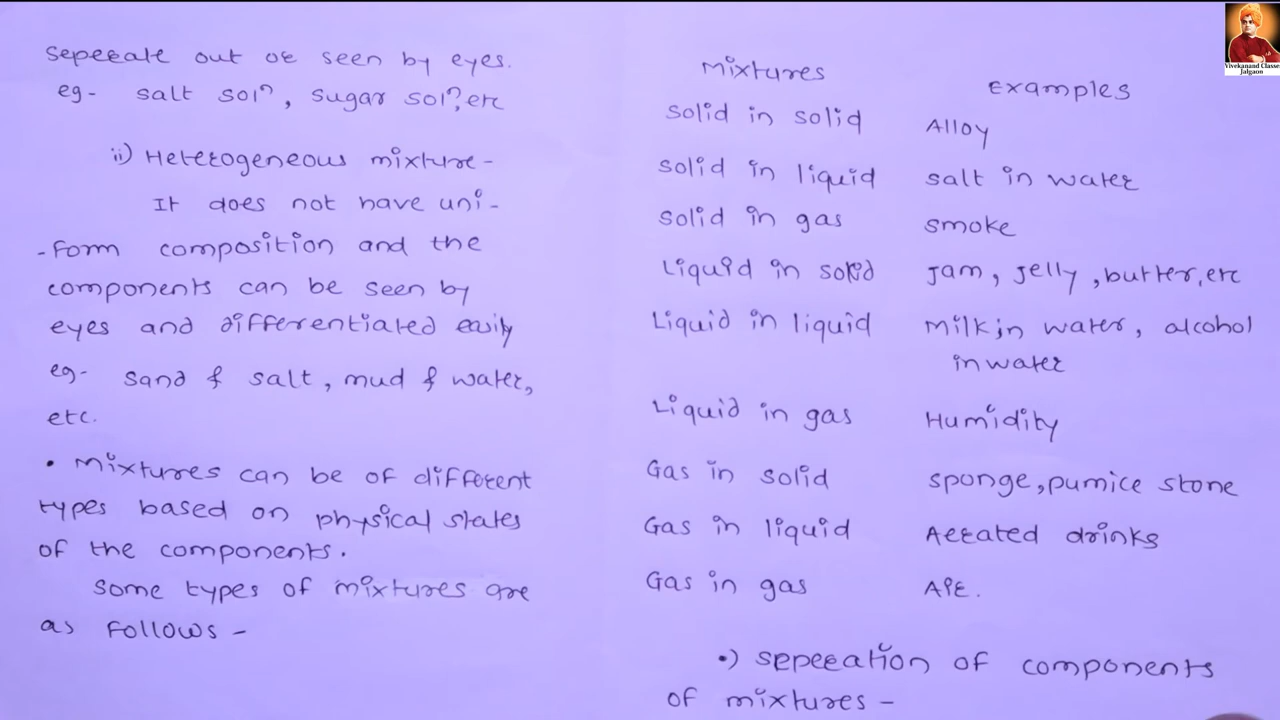 seperate out or seen by eyes.
eg- salt solⁿ, sugar solⁿ, etc
ii) Heterogeneous mixture-
It does not have uni-
-form composition and the
components can be seen by
eyes and differentiated easily
eg- sand & salt, mud & water,
etc.
• Mixtures can be of different
types based on physical states
of the components.
Some types of mixtures are
as follows-
Mixtures Examples
Solid in solid Alloy
solid in liquid salt in water
solid in gas smoke
Liquid in solid Jam, Jelly, butter, etc
Liquid in liquid Milk in water, alcohol
in water
Liquid in gas Humidity
Gas in solid sponge, pumice stone
Gas in liquid Aerated drinks
Gas in gas Air.
•) seperation of components
of mixtures-
Vivekanand Classes
Jalgaon